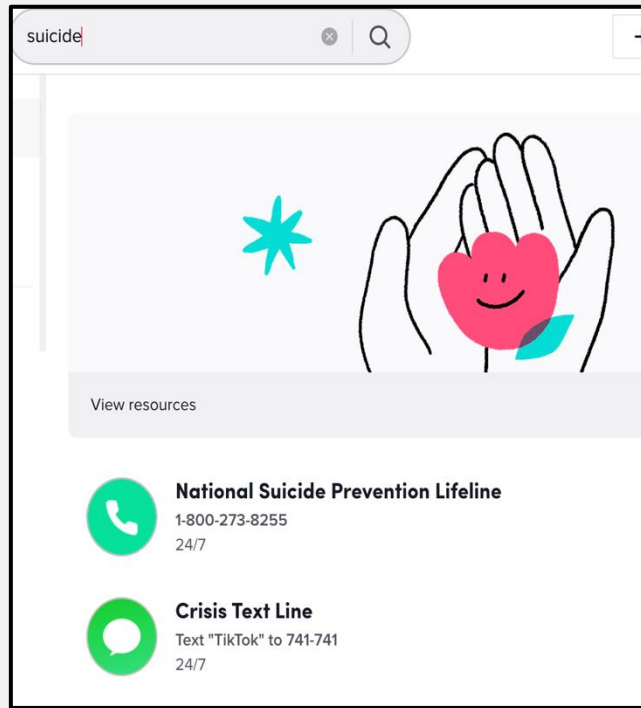 suicide
View resources
National Suicide Prevention Lifeline
1-800-273-8255
24/7
Crisis Text Line
Text "TikTok" to 741-741
24/7